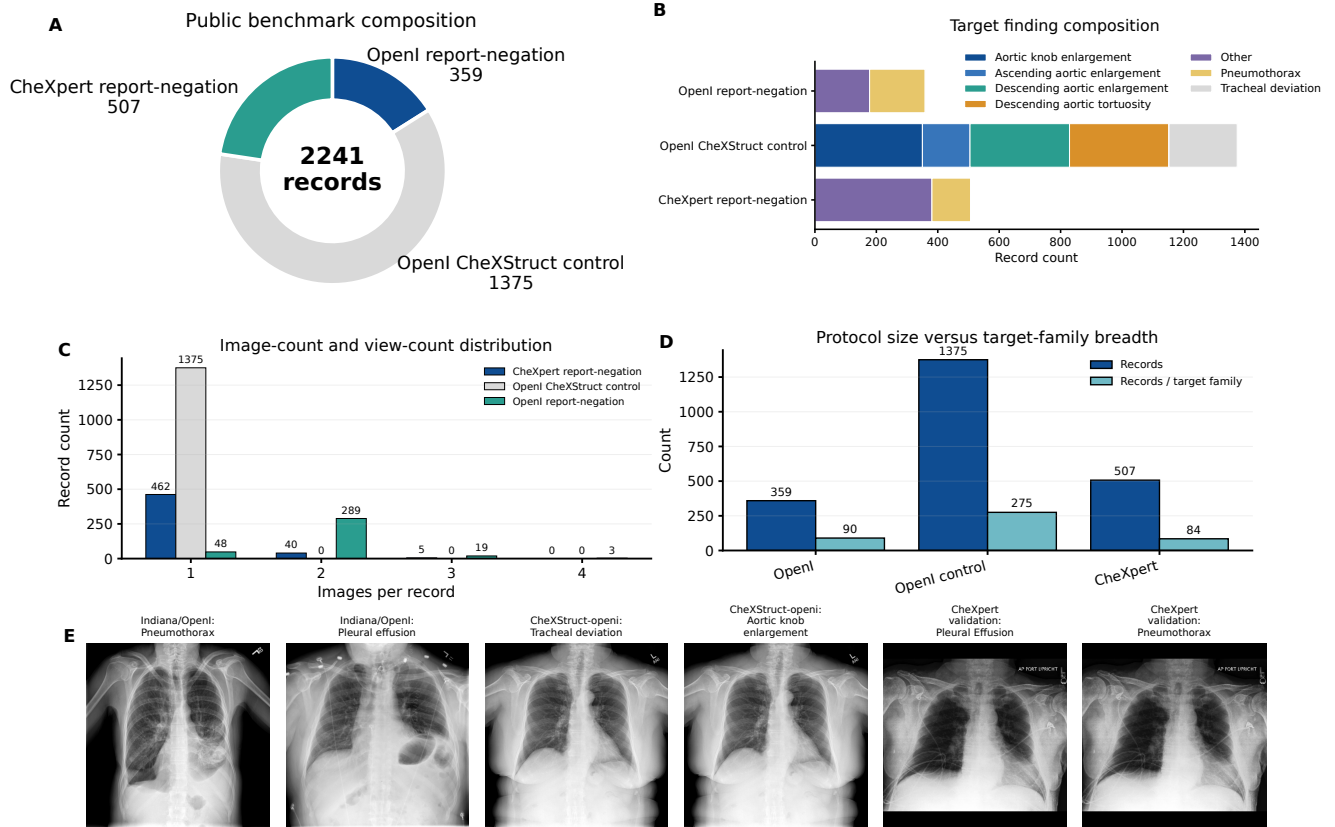 A
Public benchmark composition
OpenI report-negation
359
CheXpert report-negation
507
2241
records
OpenI CheXStruct control
1375
B
Target finding composition
Aortic knob enlargement
Ascending aortic enlargement
Descending aortic enlargement
Descending aortic tortuosity
Other
Pneumothorax
Tracheal deviation
OpenI report-negation
OpenI CheXStruct control
CheXpert report-negation
0
200
400
600
800
1000
1200
1400
Record count
C
Image-count and view-count distribution
CheXpert report-negation
OpenI CheXStruct control
OpenI report-negation
Record count
1250
1000
750
500
250
0
462
1375
48
40
0
289
5
0
19
0
0
3
1
2
3
4
Images per record
D
Protocol size versus target-family breadth
Records
Records / target family
Count
1250
1000
750
500
250
0
359
90
1375
275
507
84
OpenI
OpenI control
CheXpert
E
Indiana/OpenI:
Pneumothorax
Indiana/OpenI:
Pleural effusion
CheXStruct-openi:
Tracheal deviation
CheXStruct-openi:
Aortic knob
enlargement
CheXpert
validation:
Pleural Effusion
CheXpert
validation:
Pneumothorax
L
L
AP PORT UPRIGHT
AP PORT UPRIGHT